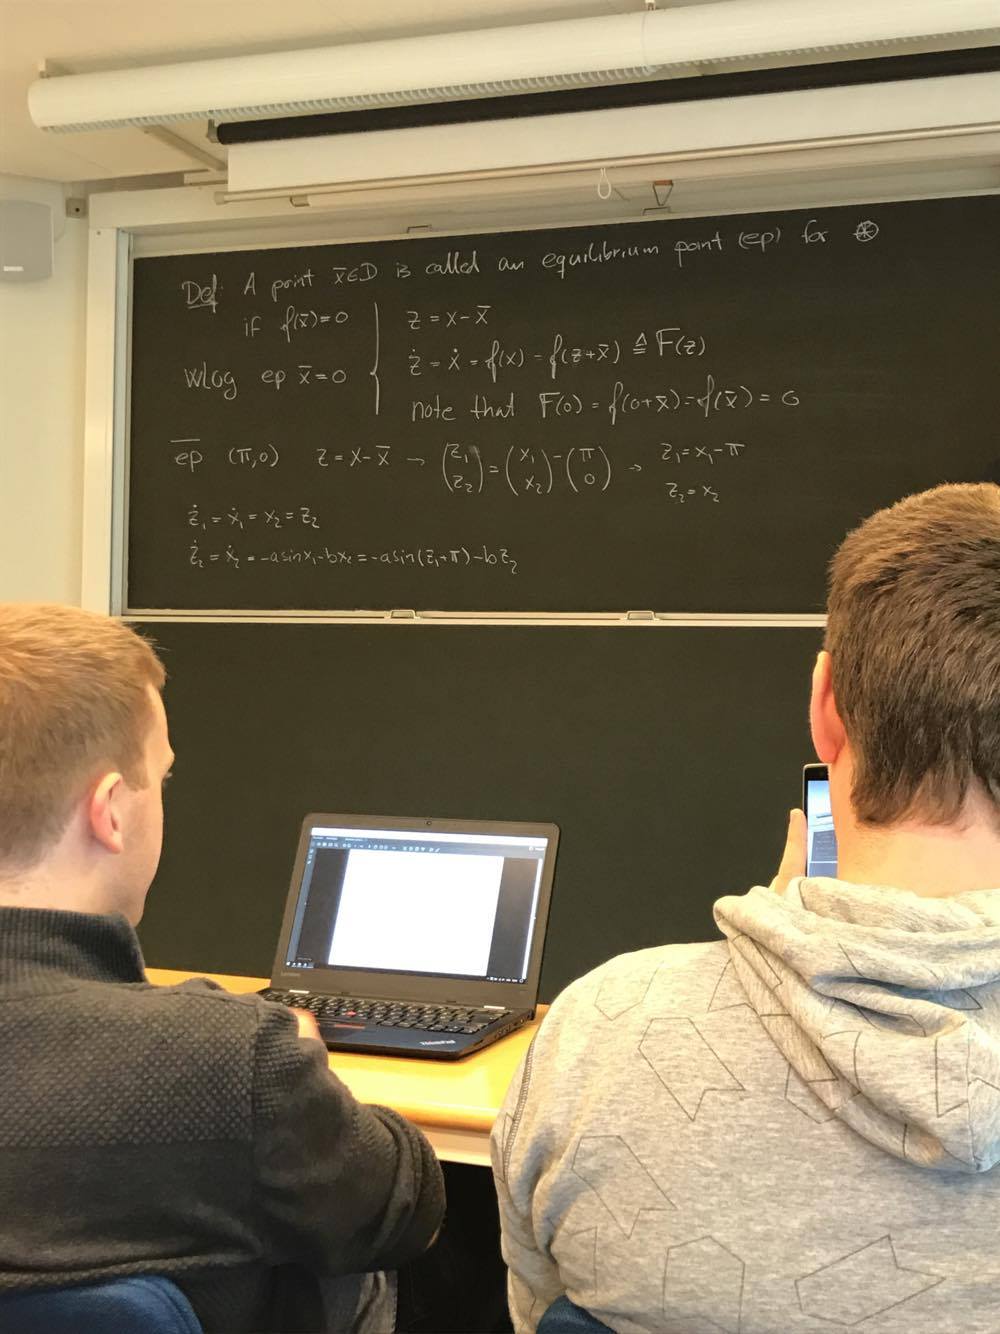 Def: A point x̄∈D is called an equilibrium point (ep) for ⊛
if f(x̄)=0
wlog ep x̄=0
z = x-x̄
ż = ẋ = f(x) = f(z+x̄) ≜ F(z)
note that F(0) = f(0+x̄) = f(x̄) = 0
ep (π,0) z = x-x̄ → (z₁ z₂) = (x₁ x₂) - (π 0) → z₁=x₁-π
z₂=x₂
ż₁ = ẋ₁ = x₂ = z₂
ż₂ = ẋ₂ = -a sin x₁ - bx₂ = -a sin(z₁+π) - bz₂
Lenovo
ThinkPad